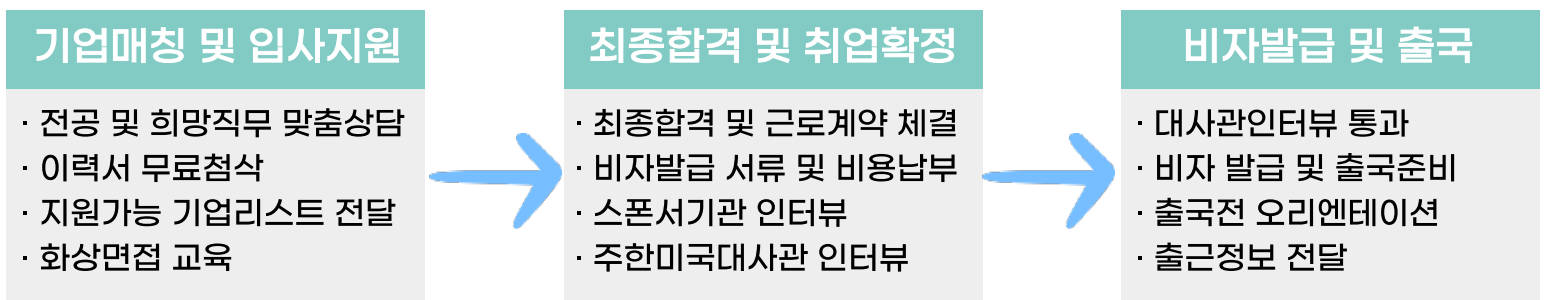 기업매칭 및 입사지원
· 전공 및 희망직무 맞춤상담
· 이력서 무료첨삭
· 지원가능 기업리스트 전달
· 화상면접 교육
최종합격 및 취업확정
· 최종합격 및 근로계약 체결
· 비자발급 서류 및 비용납부
· 스폰서기관 인터뷰
· 주한미국대사관 인터뷰
비자발급 및 출국
· 대사관인터뷰 통과
· 비자 발급 및 출국준비
· 출국전 오리엔테이션
· 출근정보 전달